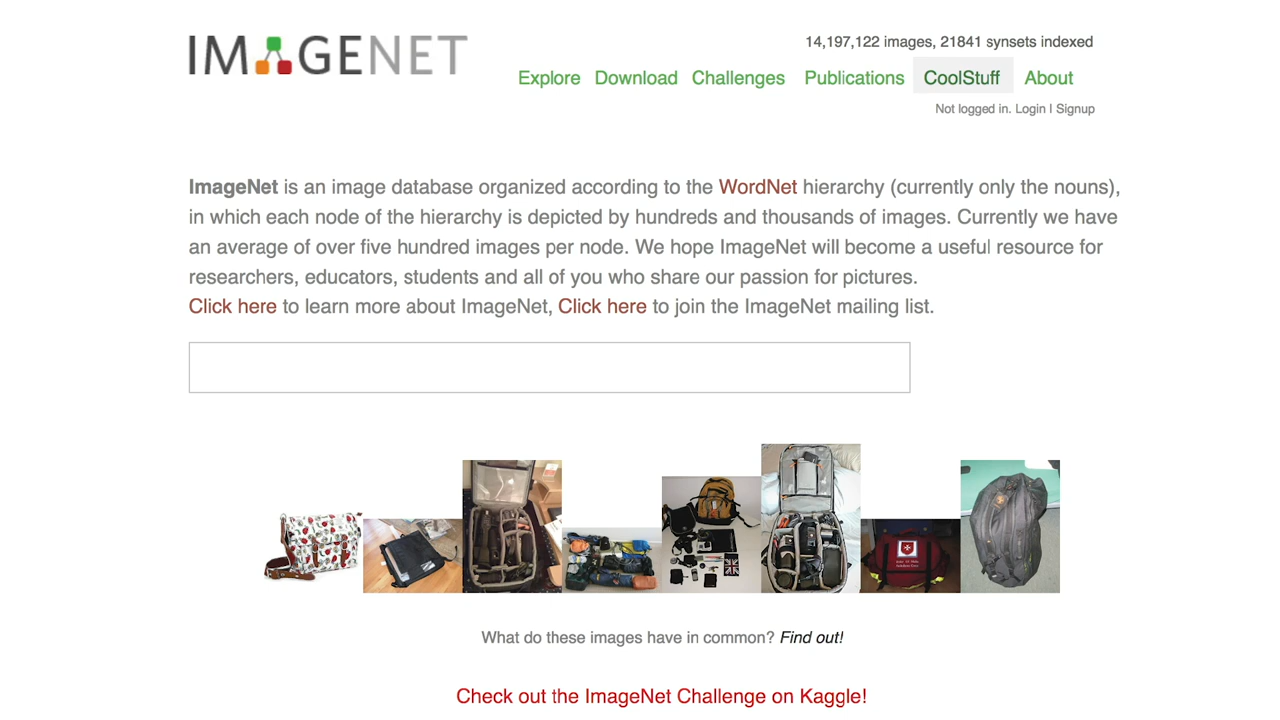 IMAGENET
14,197,122 images, 21841 synsets indexed
Explore Download Challenges Publications CoolStuff About
Not logged in. Login I Signup
ImageNet is an image database organized according to the WordNet hierarchy (currently only the nouns),
in which each node of the hierarchy is depicted by hundreds and thousands of images. Currently we have
an average of over five hundred images per node. We hope ImageNet will become a useful resource for
researchers, educators, students and all of you who share our passion for pictures.
Click here to learn more about ImageNet, Click here to join the ImageNet mailing list.
What do these images have in common? Find out!
Check out the ImageNet Challenge on Kaggle!